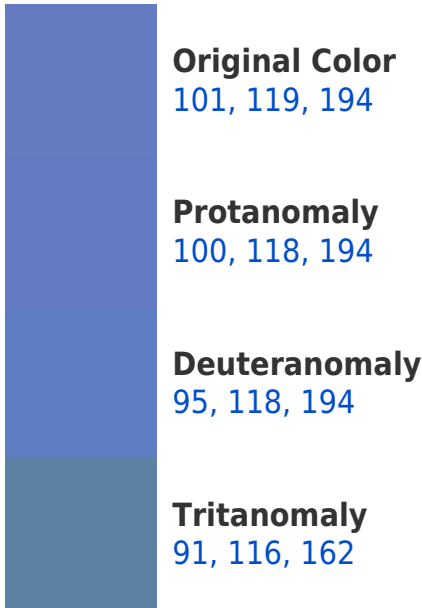 Original Color
101, 119, 194
Protanomaly
100, 118, 194
Deuteranomaly
95, 118, 194
Tritanomaly
91, 116, 162